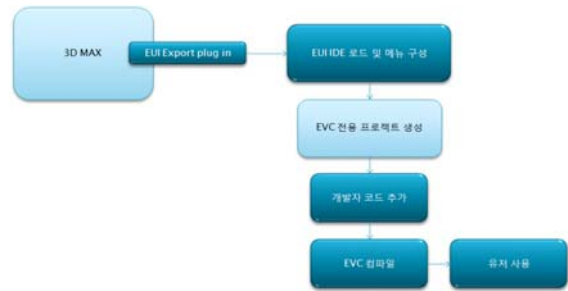 3D MAX
EUI Export plug in
EUI IDE 로드 및 메뉴 구성
EVC 전용 프로젝트 생성
개발자 코드 추가
EVC 컴파일
유저 사용